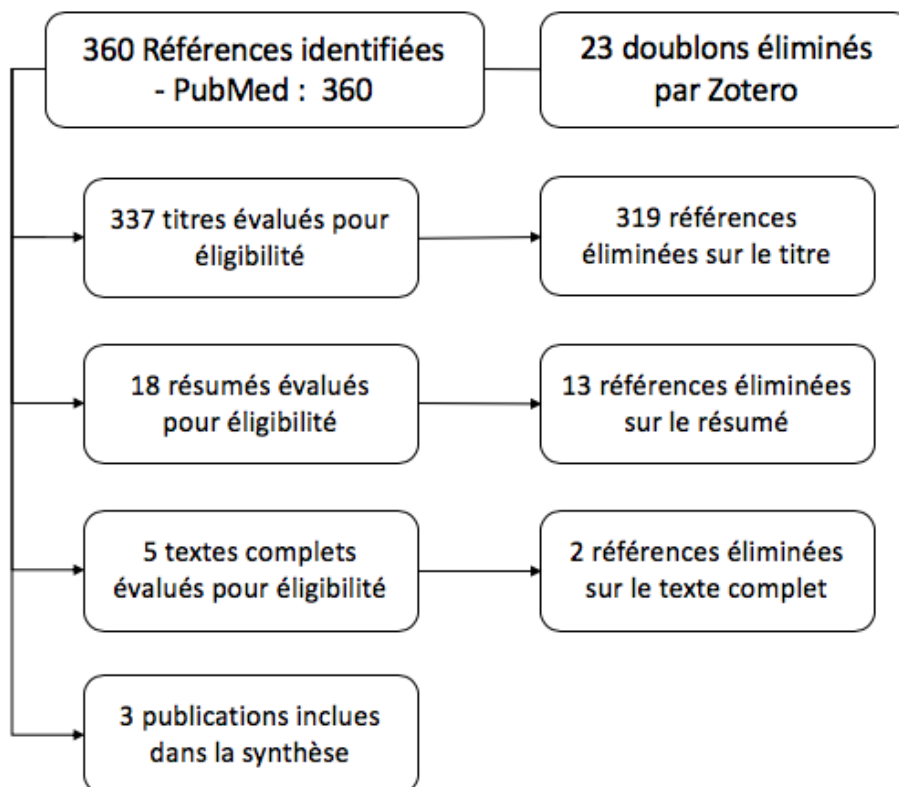 360 Références identifiées
- PubMed : 360
23 doublons éliminés
par Zotero
337 titres évalués pour
éligibilité
319 références
éliminées sur le titre
18 résumés évalués
pour éligibilité
13 références éliminées
sur le résumé
5 textes complets
évalués pour éligibilité
2 références éliminées
sur le texte complet
3 publications inclues
dans la synthèse